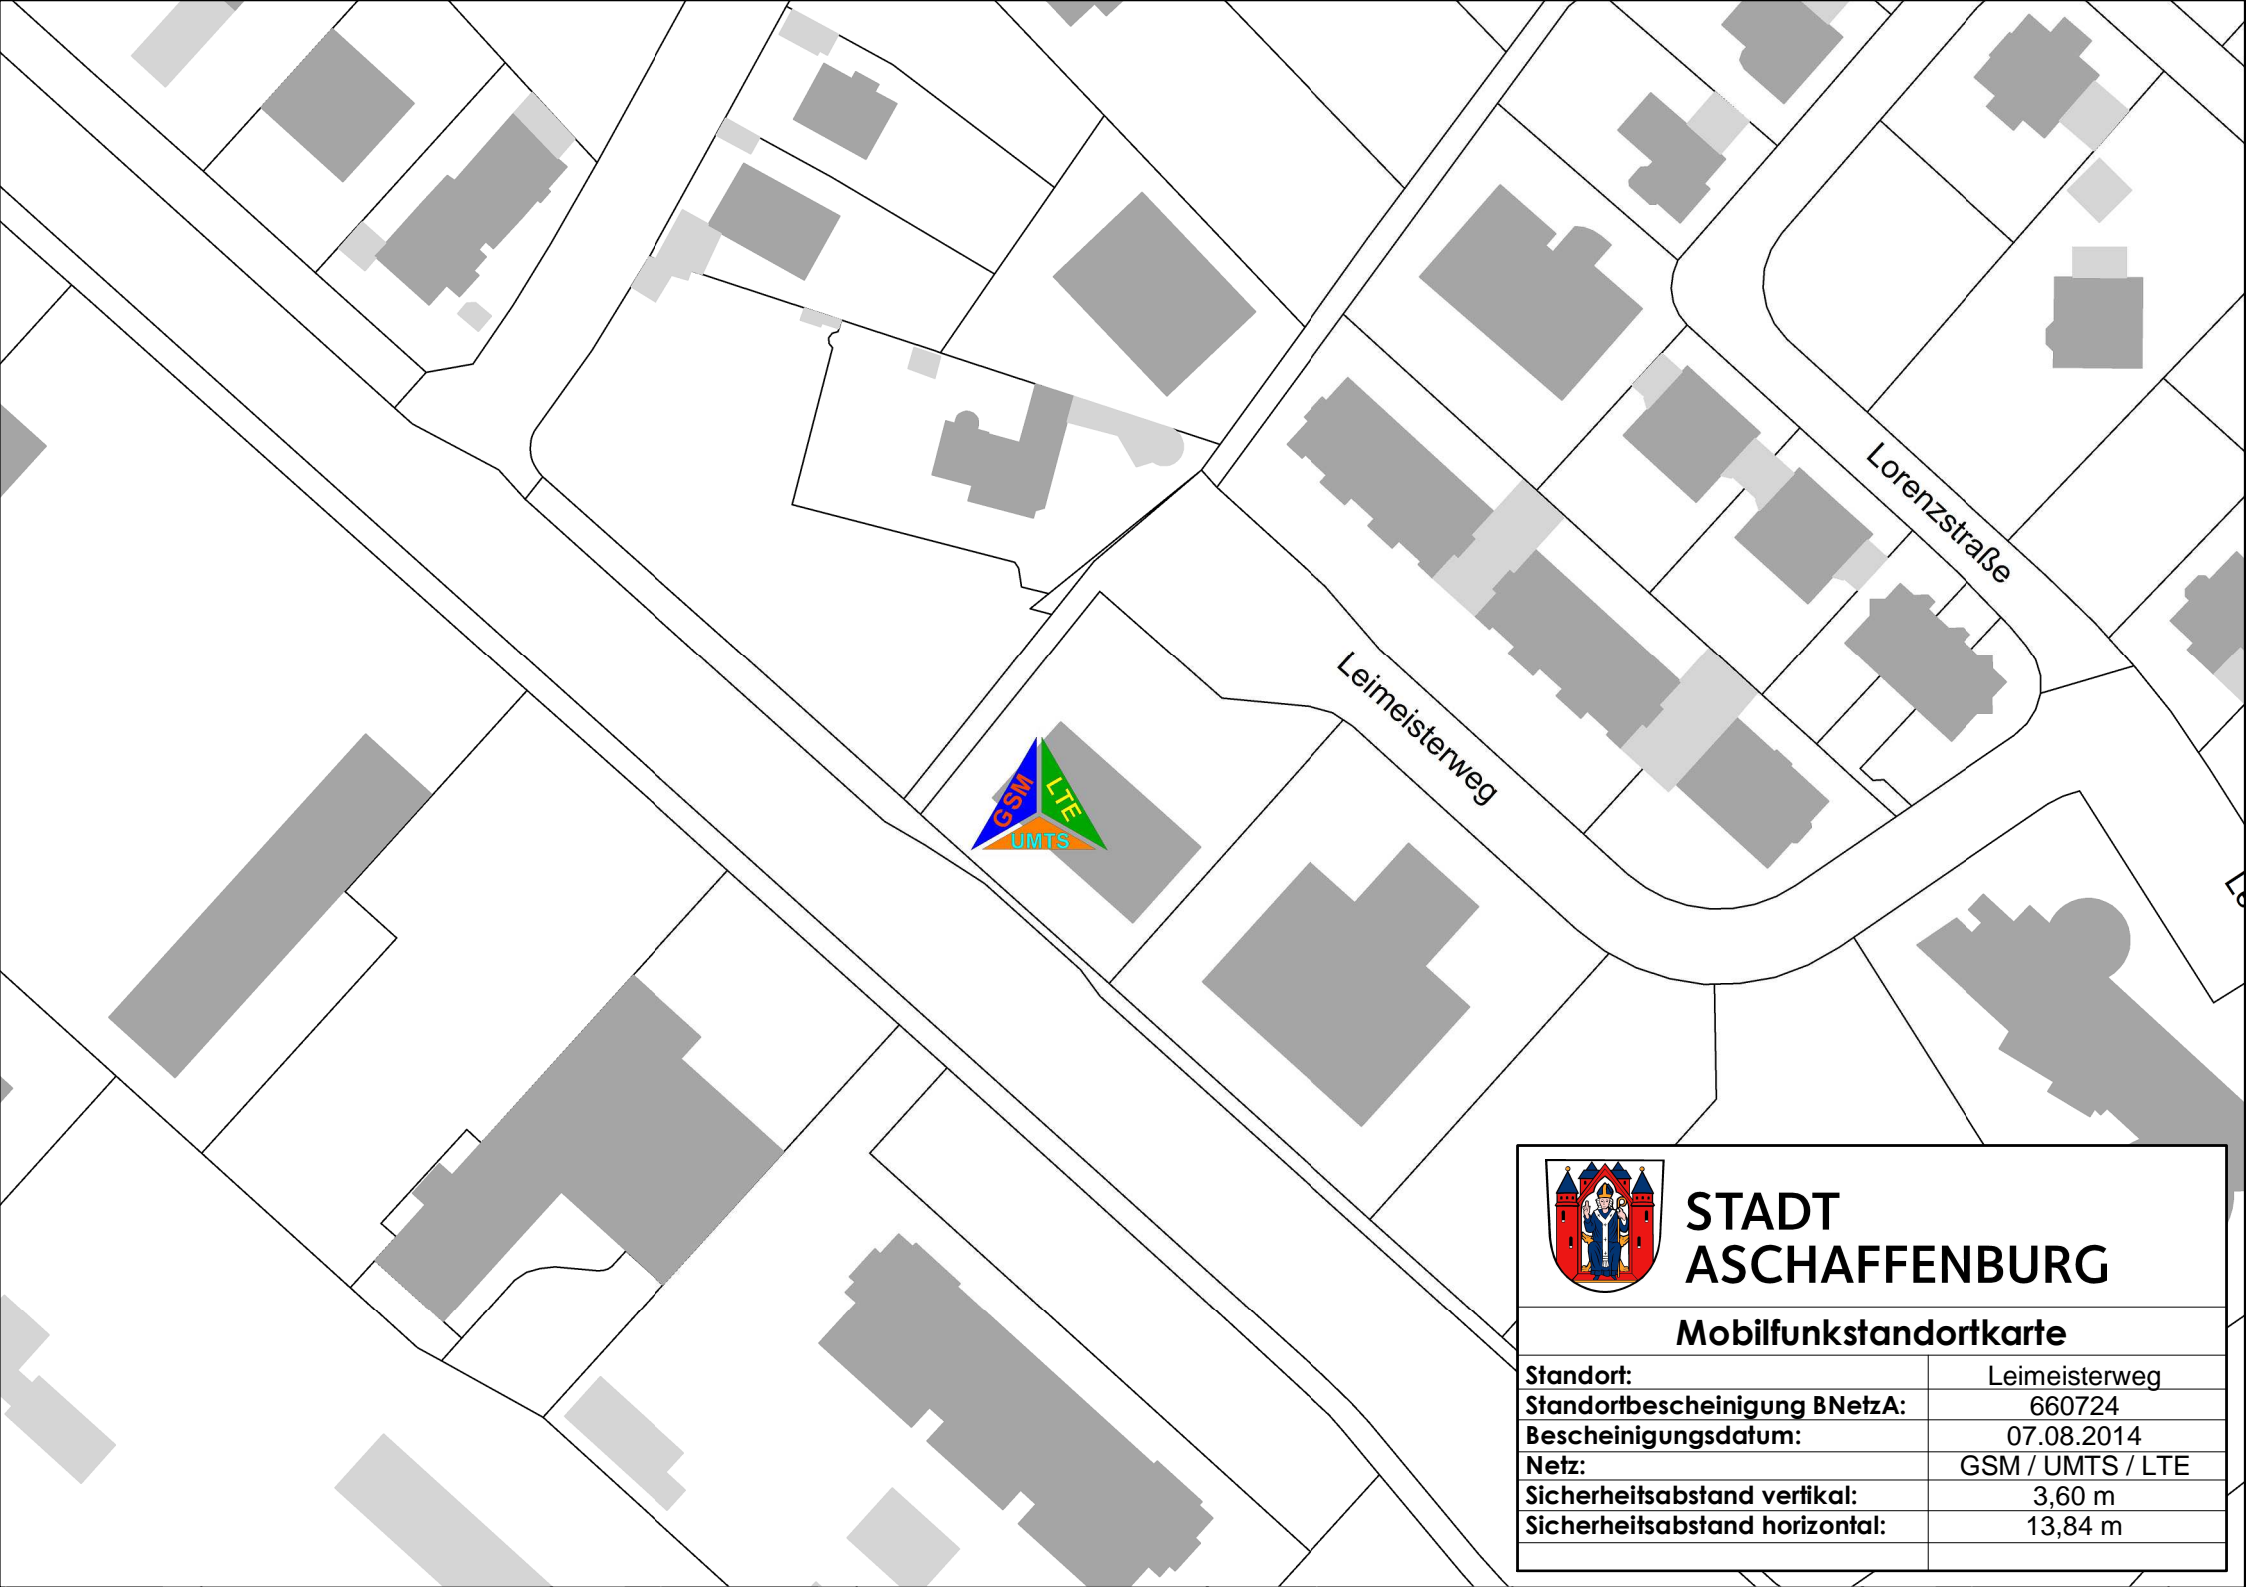 Lorenzstraße
Leimeisterweg
GSM
LTE
UMTS
STADT
ASCHAFFENBURG
Mobilfunkstandortkarte
Standort: Leimeisterweg
Standortbescheinigung BNetzA: 660724
Bescheinigungsdatum: 07.08.2014
Netz: GSM / UMTS / LTE
Sicherheitsabstand vertikal: 3,60 m
Sicherheitsabstand horizontal: 13,84 m